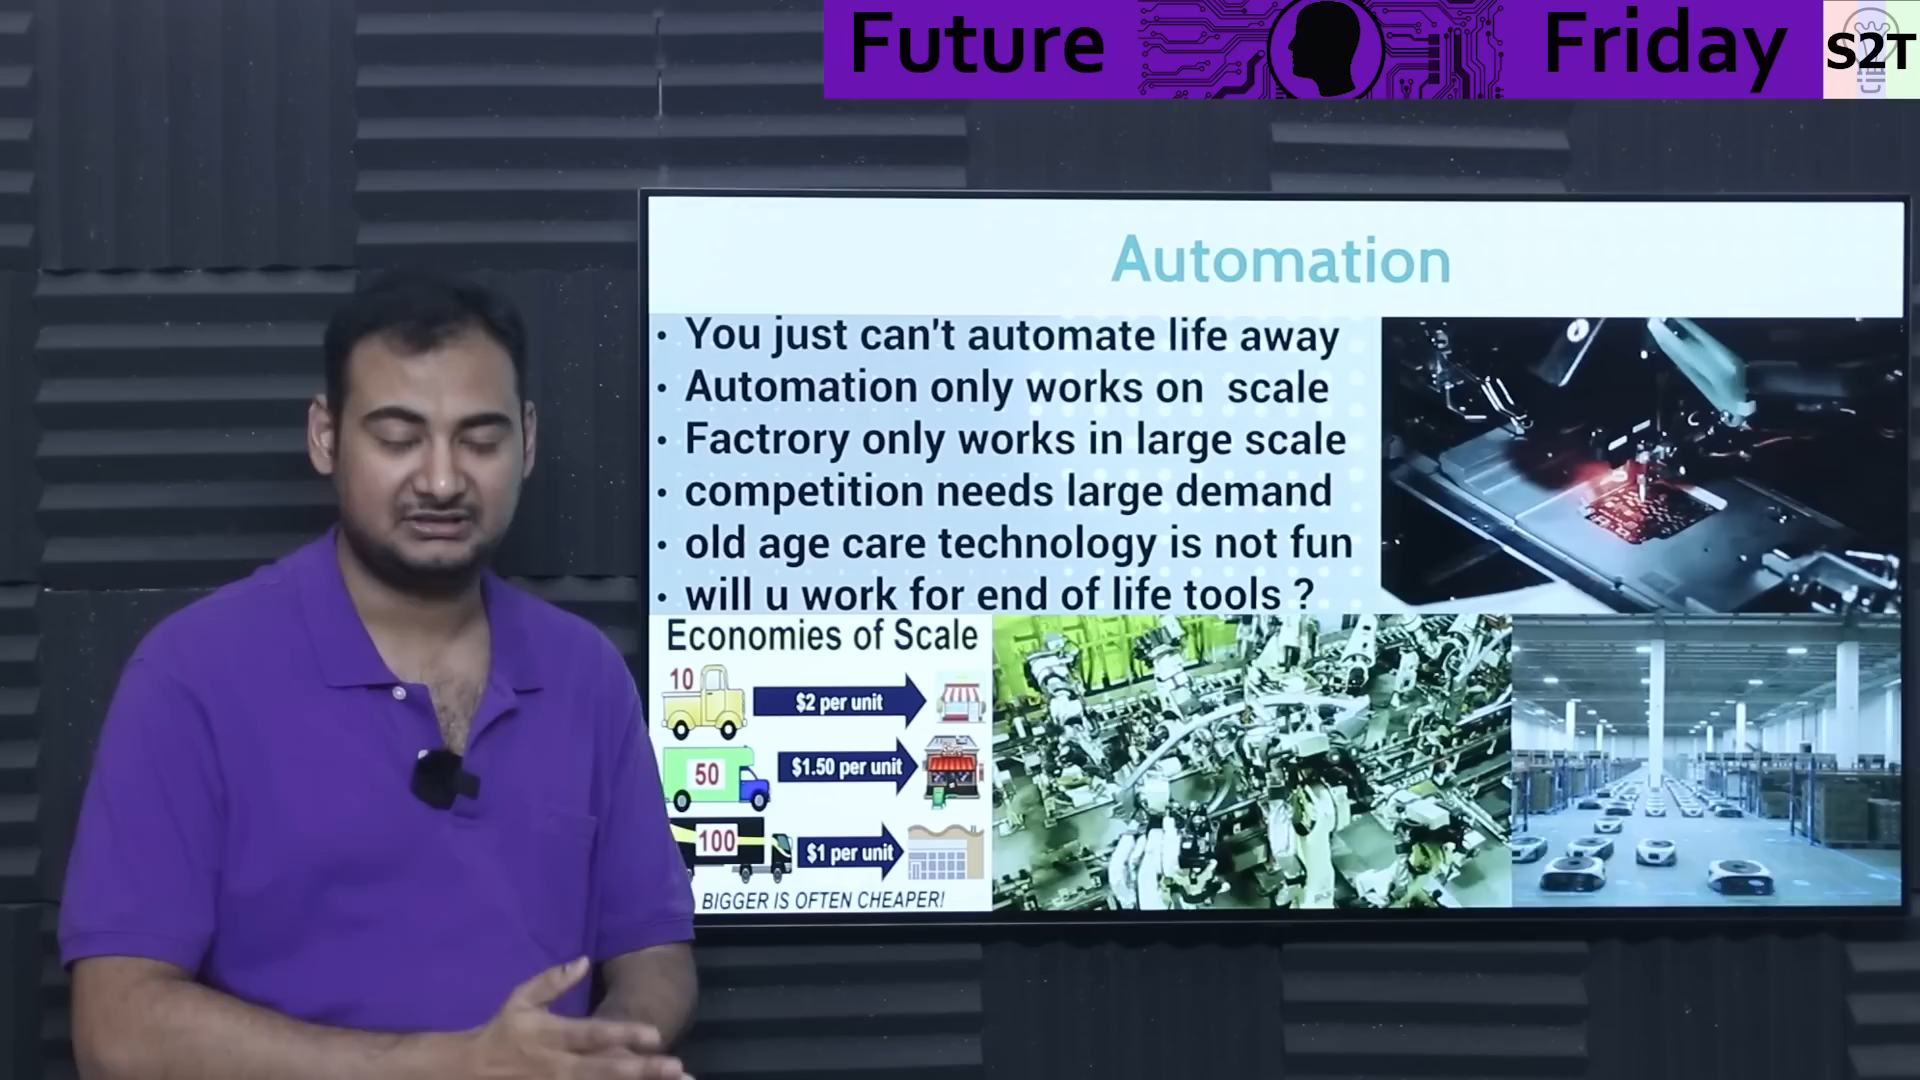 Future Friday
S2T
Automation
• You just can't automate life away
• Automation only works on scale
• Factrory only works in large scale
• competition needs large demand
• old age care technology is not fun
• will u work for end of life tools ?
Economies of Scale
10 $2 per unit
50 $1.50 per unit
100 $1 per unit
BIGGER IS OFTEN CHEAPER!